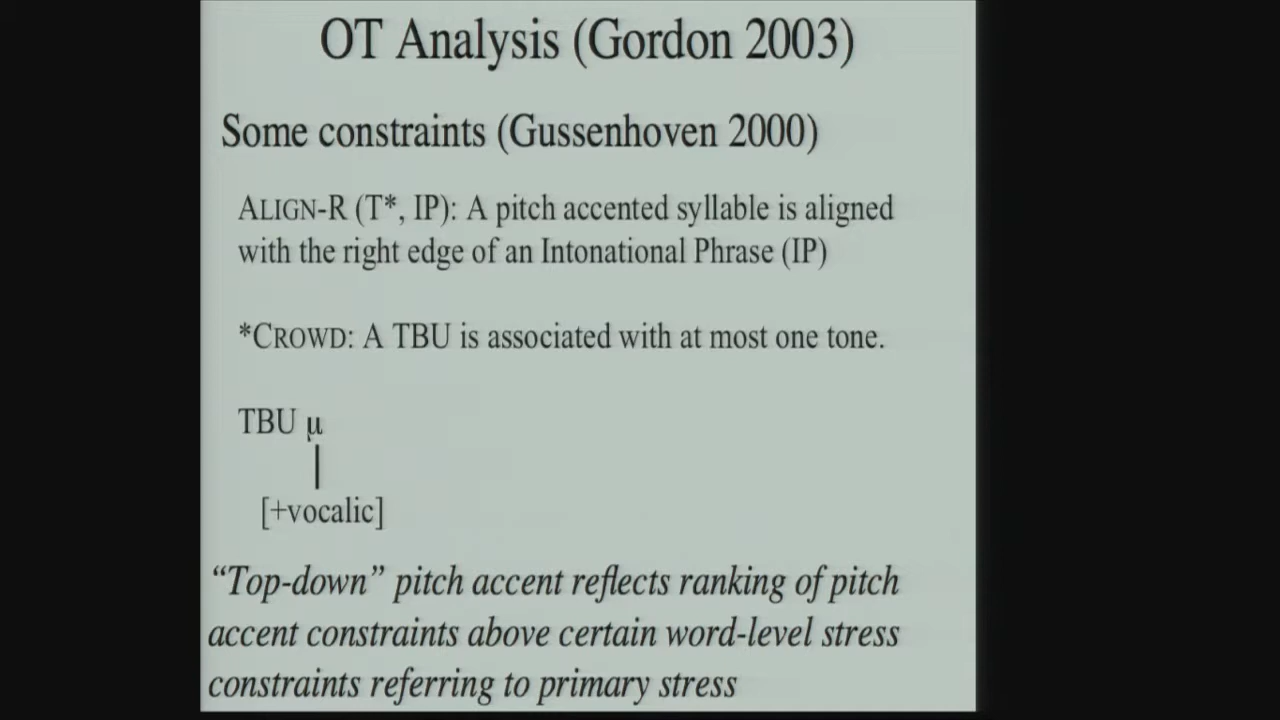 OT Analysis (Gordon 2003)
Some constraints (Gussenhoven 2000)
ALIGN-R (T*, IP): A pitch accented syllable is aligned
with the right edge of an Intonational Phrase (IP)
*CROWD: A TBU is associated with at most one tone.
TBU μ
[+vocalic]
“Top-down” pitch accent reflects ranking of pitch
accent constraints above certain word-level stress
constraints referring to primary stress